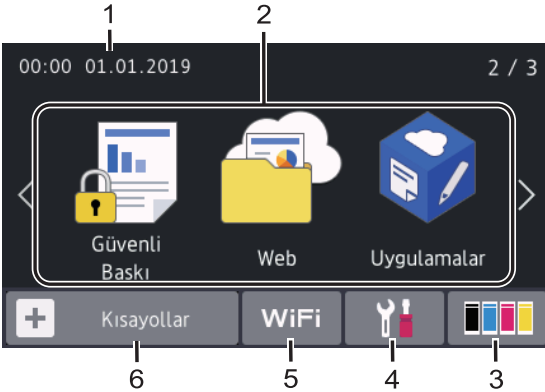 1
2
00:00 01.01.2019
2 / 3
Güvenli
Baskı
Web
Uygulamalar
Kısayollar
WiFi
6
5
4
3